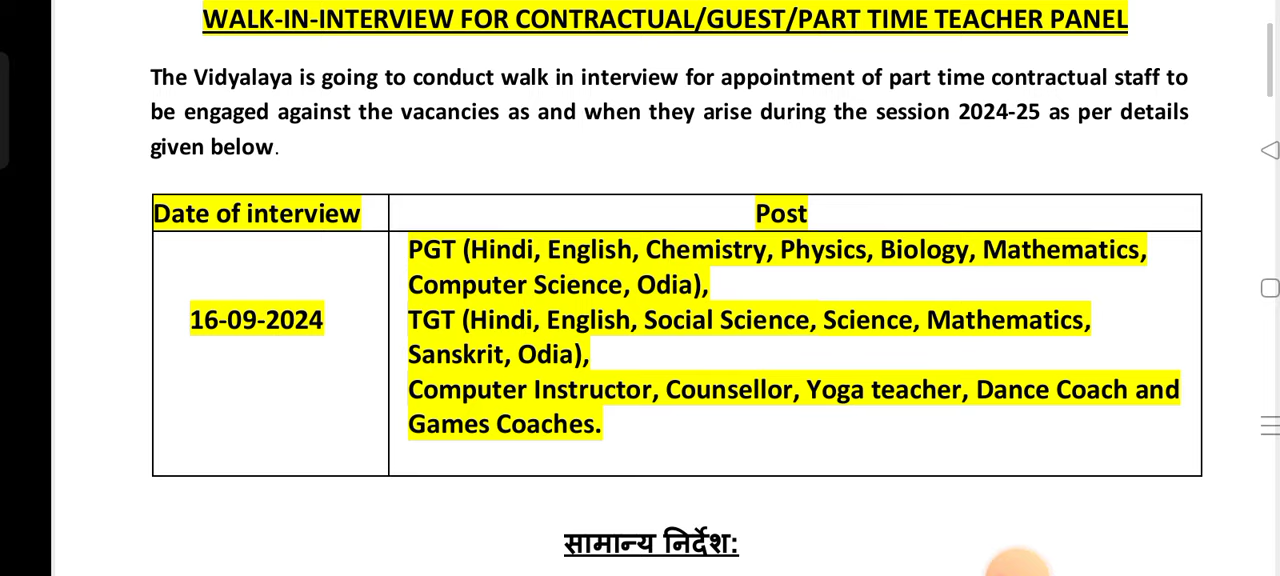 WALK-IN-INTERVIEW FOR CONTRACTUAL/GUEST/PART TIME TEACHER PANEL
The Vidyalaya is going to conduct walk in interview for appointment of part time contractual staff to
be engaged against the vacancies as and when they arise during the session 2024-25 as per details
given below.
Date of interview Post
PGT (Hindi, English, Chemistry, Physics, Biology, Mathematics,
Computer Science, Odia),
16-09-2024 TGT (Hindi, English, Social Science, Science, Mathematics,
Sanskrit, Odia),
Computer Instructor, Counsellor, Yoga teacher, Dance Coach and
Games Coaches.
सामान्य निर्देश: